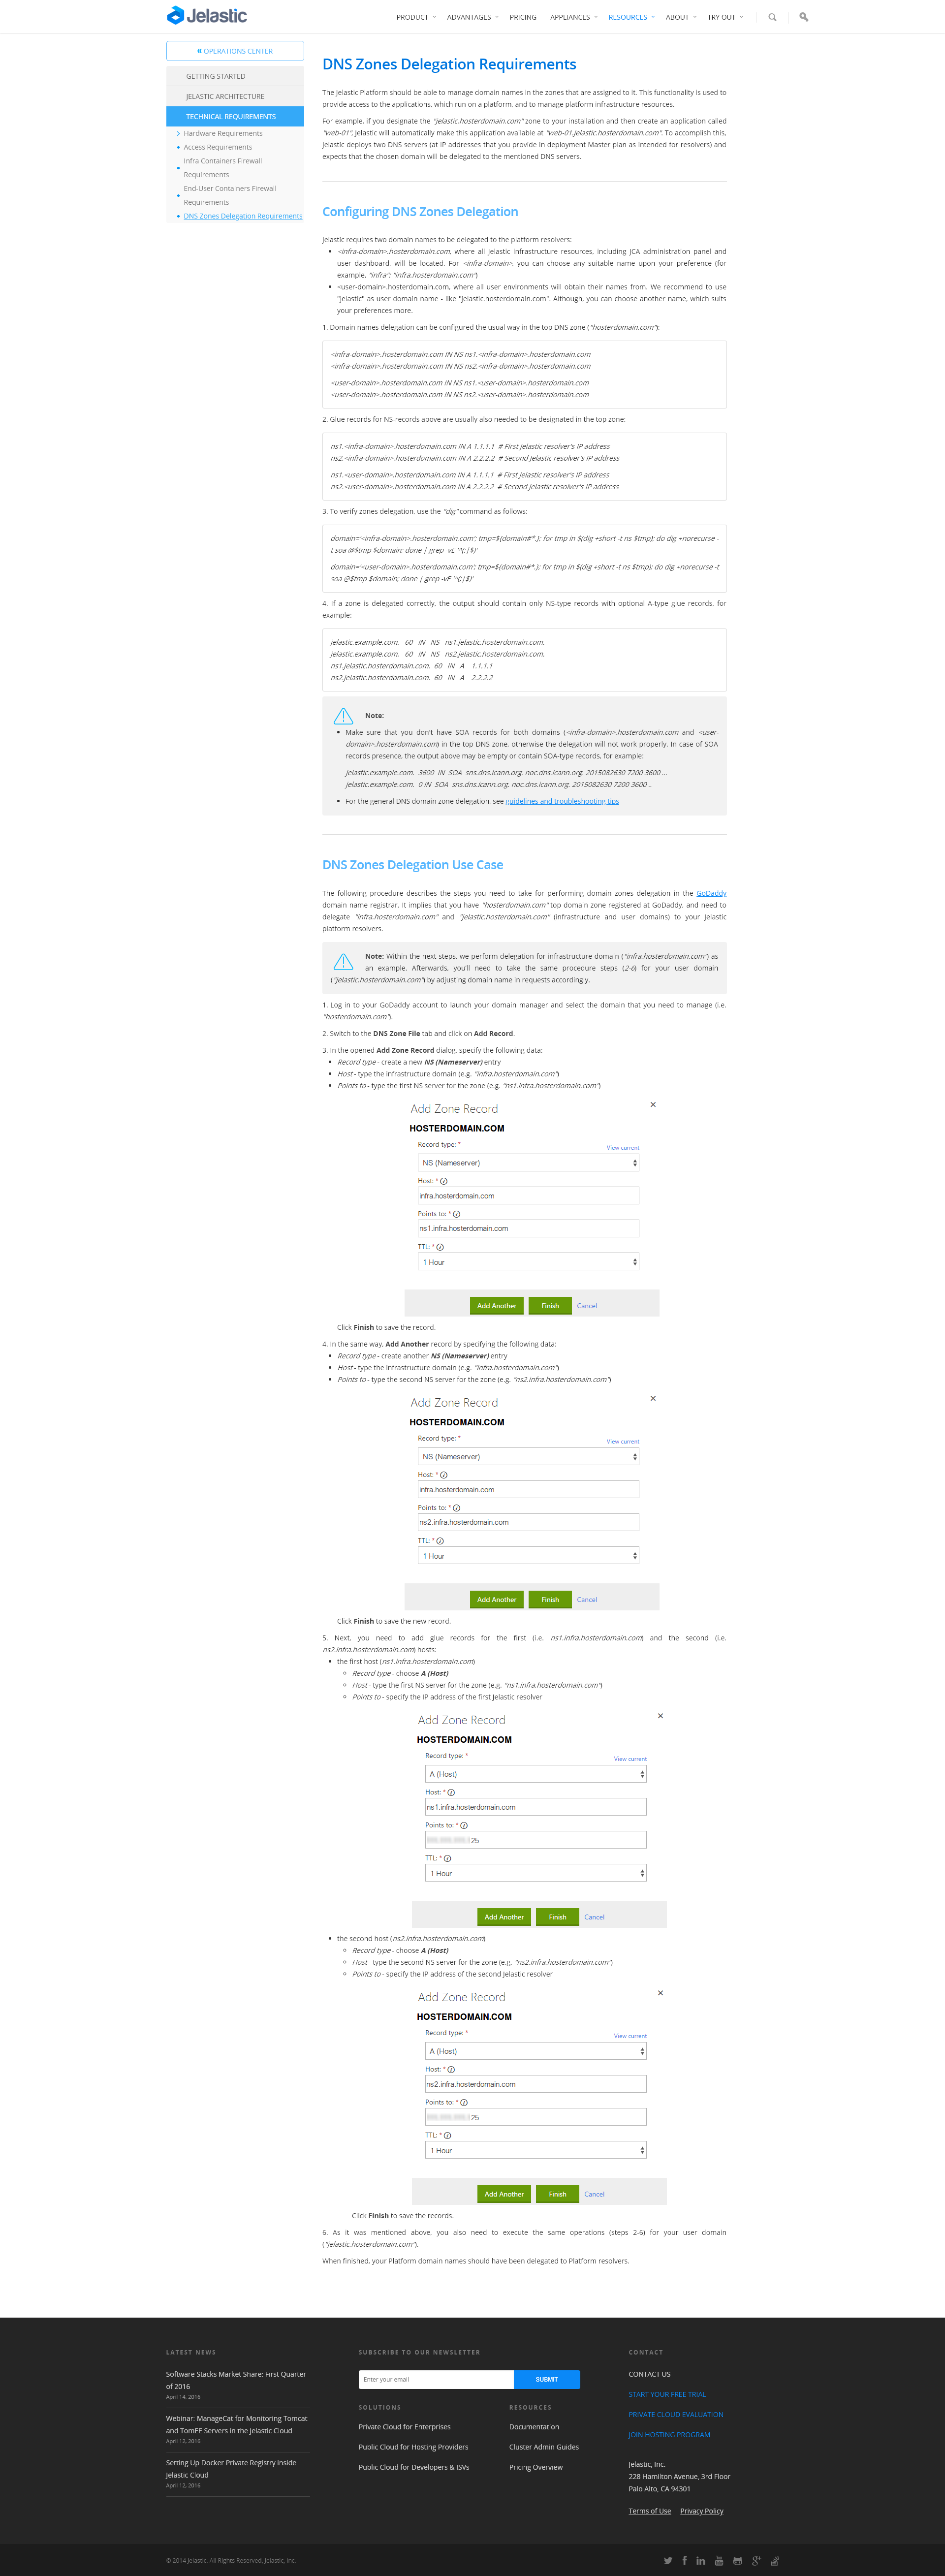 Jelastic
PRODUCT
ADVANTAGES
PRICING
APPLIANCES
RESOURCES
ABOUT
TRY OUT
« OPERATIONS CENTER
GETTING STARTED
JELASTIC ARCHITECTURE
TECHNICAL REQUIREMENTS
Hardware Requirements
Access Requirements
Infra Containers Firewall
Requirements
End-User Containers Firewall
Requirements
DNS Zones Delegation Requirements
DNS Zones Delegation Requirements
The Jelastic Platform should be able to manage domain names in the zones that are assigned to it. This functionality is used to
provide access to the applications, which run on a platform, and to manage platform infrastructure resources.
For example, if you designate the "jelastic.hosterdomain.com" zone to your installation and then create an application called
"web-01", Jelastic will automatically make this application available at "web-01.jelastic.hosterdomain.com". To accomplish this,
Jelastic deploys two DNS servers (at IP addresses that you provide in deployment Master plan as intended for resolvers) and
expects that the chosen domain will be delegated to the mentioned DNS servers.
Configuring DNS Zones Delegation
Jelastic requires two domain names to be delegated to the platform resolvers:
• <infra-domain>.hosterdomain.com, where all Jelastic infrastructure resources, including JCA administration panel and
user dashboard, will be located. For <infra-domain>, you can choose any suitable name upon your preference (for
example, "infra": "infra.hosterdomain.com")
• <user-domain>.hosterdomain.com, where all user environments will obtain their names from. We recommend to use
"jelastic" as user domain name - like "jelastic.hosterdomain.com". Although, you can choose another name, which suits
your preferences more.
1. Domain names delegation can be configured the usual way in the top DNS zone ("hosterdomain.com"):
<infra-domain>.hosterdomain.com IN NS ns1.<infra-domain>.hosterdomain.com
<infra-domain>.hosterdomain.com IN NS ns2.<infra-domain>.hosterdomain.com
<user-domain>.hosterdomain.com IN NS ns1.<user-domain>.hosterdomain.com
<user-domain>.hosterdomain.com IN NS ns2.<user-domain>.hosterdomain.com
2. Glue records for NS-records above are usually also needed to be designated in the top zone:
ns1.<infra-domain>.hosterdomain.com IN A 1.1.1.1 # First Jelastic resolver's IP address
ns2.<infra-domain>.hosterdomain.com IN A 2.2.2.2 # Second Jelastic resolver's IP address
ns1.<user-domain>.hosterdomain.com IN A 1.1.1.1 # First Jelastic resolver's IP address
ns2.<user-domain>.hosterdomain.com IN A 2.2.2.2 # Second Jelastic resolver's IP address
3. To verify zones delegation, use the "dig" command as follows:
domain='<infra-domain>.hosterdomain.com'; tmp=${domain#*.}; for tmp in $(dig +short -t ns $tmp); do dig +norecurse -
t soa @$tmp $domain; done | grep -vE '^(;|$)'
domain='<user-domain>.hosterdomain.com'; tmp=${domain#*.}; for tmp in $(dig +short -t ns $tmp); do dig +norecurse -t
soa @$tmp $domain; done | grep -vE '^(;|$)'
4. If a zone is delegated correctly, the output should contain only NS-type records with optional A-type glue records, for
example:
jelastic.example.com. 60 IN NS ns1.jelastic.hosterdomain.com.
jelastic.example.com. 60 IN NS ns2.jelastic.hosterdomain.com.
ns1.jelastic.hosterdomain.com. 60 IN A 1.1.1.1
ns2.jelastic.hosterdomain.com. 60 IN A 2.2.2.2
Note:
• Make sure that you don't have SOA records for both domains (<infra-domain>.hosterdomain.com and <user-
domain>.hosterdomain.com) in the top DNS zone, otherwise the delegation will not work properly. In case of SOA
records presence, the output above may be empty or contain SOA-type records, for example:
jelastic.example.com. 3600 IN SOA sns.dns.icann.org. noc.dns.icann.org. 2015082630 7200 3600 ...
jelastic.example.com. 0 IN SOA sns.dns.icann.org. noc.dns.icann.org. 2015082630 7200 3600 ..
• For the general DNS domain zone delegation, see guidelines and troubleshooting tips
DNS Zones Delegation Use Case
The following procedure describes the steps you need to take for performing domain zones delegation in the GoDaddy
domain name registrar. It implies that you have "hosterdomain.com" top domain zone registered at GoDaddy, and need to
delegate "infra.hosterdomain.com" and "jelastic.hosterdomain.com" (infrastructure and user domains) to your Jelastic
platform resolvers.
Note: Within the next steps, we perform delegation for infrastructure domain ("infra.hosterdomain.com") as
an example. Afterwards, you'll need to take the same procedure steps (2-6) for your user domain
("jelastic.hosterdomain.com") by adjusting domain name in requests accordingly.
1. Log in to your GoDaddy account to launch your domain manager and select the domain that you need to manage (i.e.
"hosterdomain.com").
2. Switch to the DNS Zone File tab and click on Add Record.
3. In the opened Add Zone Record dialog, specify the following data:
• Record type - create a new NS (Nameserver) entry
• Host - type the infrastructure domain (e.g. "infra.hosterdomain.com")
• Points to - type the first NS server for the zone (e.g. "ns1.infra.hosterdomain.com")
Add Zone Record
HOSTERDOMAIN.COM
Record type: *
View current
NS (Nameserver)
Host: *
infra.hosterdomain.com
Points to: *
ns1.infra.hosterdomain.com
TTL: *
1 Hour
Add Another
Finish
Cancel
Click Finish to save the record.
4. In the same way, Add Another record by specifying the following data:
• Record type - create another NS (Nameserver) entry
• Host - type the infrastructure domain (e.g. "infra.hosterdomain.com")
• Points to - type the second NS server for the zone (e.g. "ns2.infra.hosterdomain.com")
Add Zone Record
HOSTERDOMAIN.COM
Record type: *
View current
NS (Nameserver)
Host: *
infra.hosterdomain.com
Points to: *
ns2.infra.hosterdomain.com
TTL: *
1 Hour
Add Another
Finish
Cancel
Click Finish to save the new record.
5. Next, you need to add glue records for the first (i.e. ns1.infra.hosterdomain.com) and the second (i.e.
ns2.infra.hosterdomain.com) hosts:
• the first host (ns1.infra.hosterdomain.com)
Record type - choose A (Host)
Host - type the first NS server for the zone (e.g. "ns1.infra.hosterdomain.com")
Points to - specify the IP address of the first Jelastic resolver
Add Zone Record
HOSTERDOMAIN.COM
Record type: *
View current
A (Host)
Host: *
ns1.infra.hosterdomain.com
Points to: *
25
TTL: *
1 Hour
Add Another
Finish
Cancel
• the second host (ns2.infra.hosterdomain.com)
Record type - choose A (Host)
Host - type the second NS server for the zone (e.g. "ns2.infra.hosterdomain.com")
Points to - specify the IP address of the second Jelastic resolver
Add Zone Record
HOSTERDOMAIN.COM
Record type: *
View current
A (Host)
Host: *
ns2.infra.hosterdomain.com
Points to: *
25
TTL: *
1 Hour
Add Another
Finish
Cancel
Click Finish to save the records.
6. As it was mentioned above, you also need to execute the same operations (steps 2-6) for your user domain
("jelastic.hosterdomain.com").
When finished, your Platform domain names should have been delegated to Platform resolvers.
LATEST NEWS
Software Stacks Market Share: First Quarter
of 2016
April 14, 2016
Webinar: ManageCat for Monitoring Tomcat
and TomEE Servers in the Jelastic Cloud
April 12, 2016
Setting Up Docker Private Registry inside
Jelastic Cloud
April 12, 2016
SUBSCRIBE TO OUR NEWSLETTER
Enter your email
SUBMIT
SOLUTIONS
Private Cloud for Enterprises
Public Cloud for Hosting Providers
Public Cloud for Developers & ISVs
RESOURCES
Documentation
Cluster Admin Guides
Pricing Overview
CONTACT
CONTACT US
START YOUR FREE TRIAL
PRIVATE CLOUD EVALUATION
JOIN HOSTING PROGRAM
Jelastic, Inc.
228 Hamilton Avenue, 3rd Floor
Palo Alto, CA 94301
Terms of Use
Privacy Policy
© 2014 Jelastic. All Rights Reserved, Jelastic, Inc.